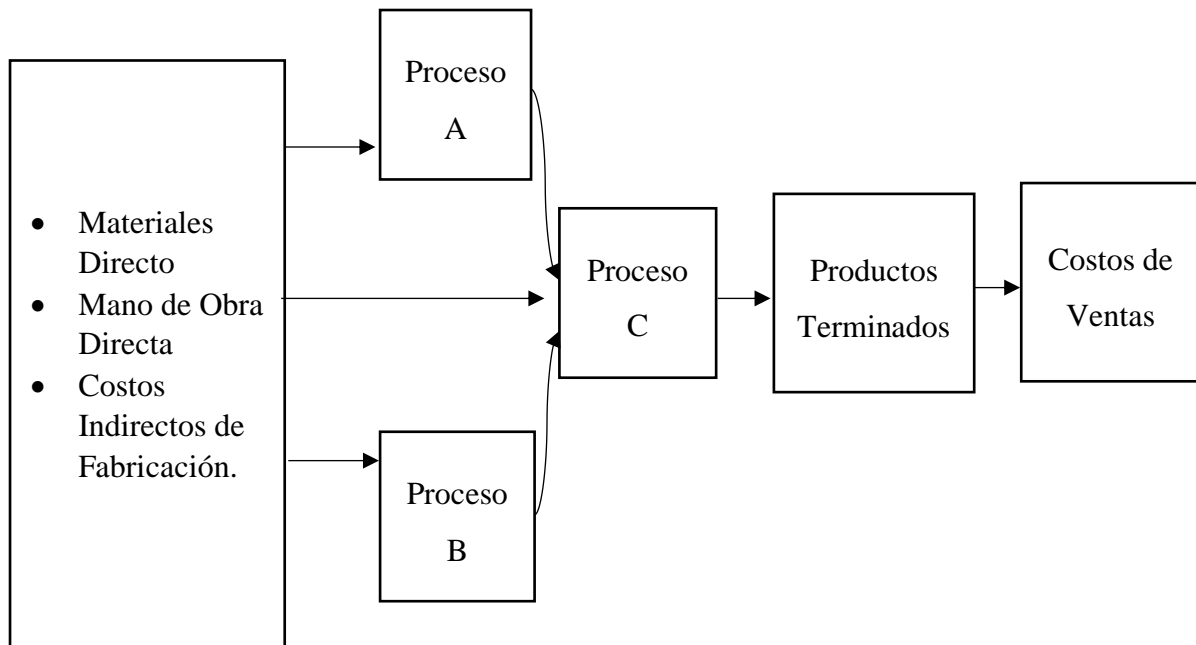 • Materiales
Directo
• Mano de Obra
Directa
• Costos
Indirectos de
Fabricación.
Proceso
A
Proceso
B
Proceso
C
Productos
Terminados
Costos de
Ventas